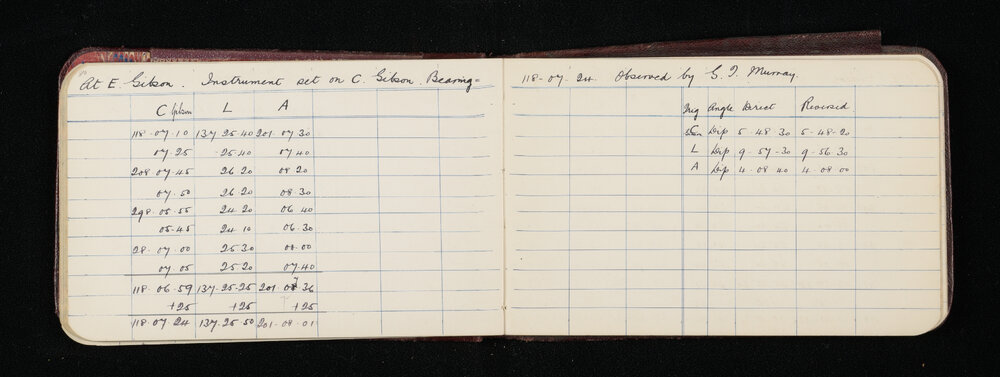 At E. Gibson. Instrument set on C. Gibson Bearing = 118-07-24. Observed by G. T. Murray.
C Gibson L A
118-07-10 137-25-40 201-07-30
07-25 -25-40 07 40
208 07-45 26 20 08 20
07.50 26 20 08 30
298-05-55 24 20 06 40
05-45 24 10 06-30
28-07-00 25 30 08-00
07 05 25 20 07-40
118-06-59 137-25-25 201 07 36
+25 +25 +25
118-07-24 137-25-50 201-08-01
Trig Angle Direct Reversed
Dep 5-48-30 5-48-20
L Dep 9-57-30 9-56-30
A Dep 4-08 40 4-08 00